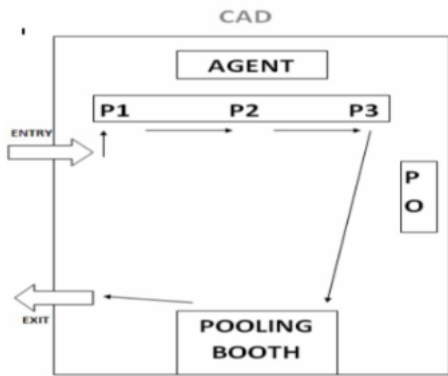 CAD
AGENT
P1 P2 P3
ENTRY
P
O
EXIT
POOLING
BOOTH